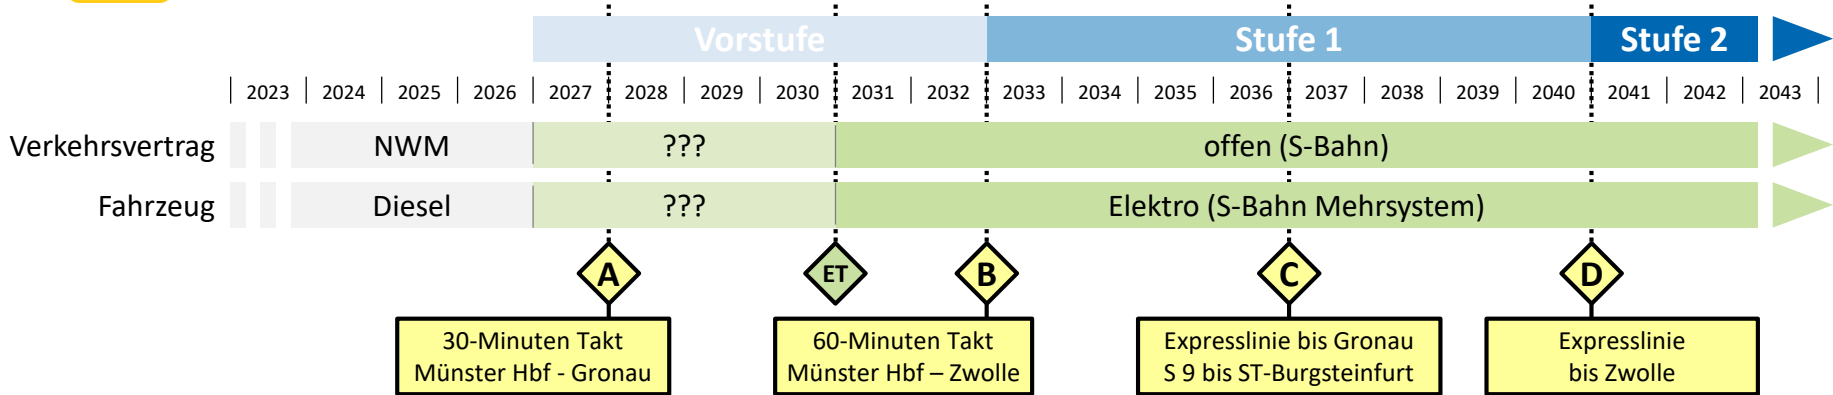 Vorstufe Stufe 1 Stufe 2
2023 2024 2025 2026 2027 2028 2029 2030 2031 2032 2033 2034 2035 2036 2037 2038 2039 2040 2041 2042 2043
Verkehrsvertrag NWM ??? offen (S-Bahn)
Fahrzeug Diesel ??? Elektro (S-Bahn Mehrsystem)
A ET B C D
30-Minuten Takt
Münster Hbf - Gronau
60-Minuten Takt
Münster Hbf – Zwolle
Expresslinie bis Gronau
S 9 bis ST-Burgsteinfurt
Expresslinie
bis Zwolle